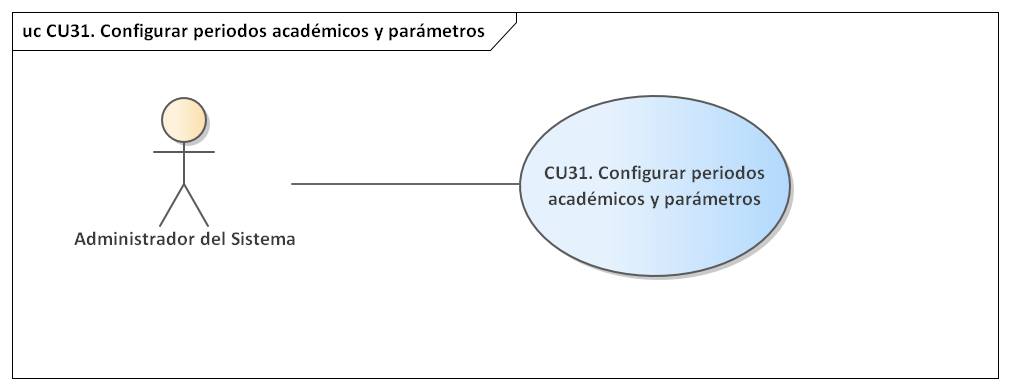 uc CU31. Configurar periodos académicos y parámetros
CU31. Configurar periodos
académicos y parámetros
Administrador del Sistema